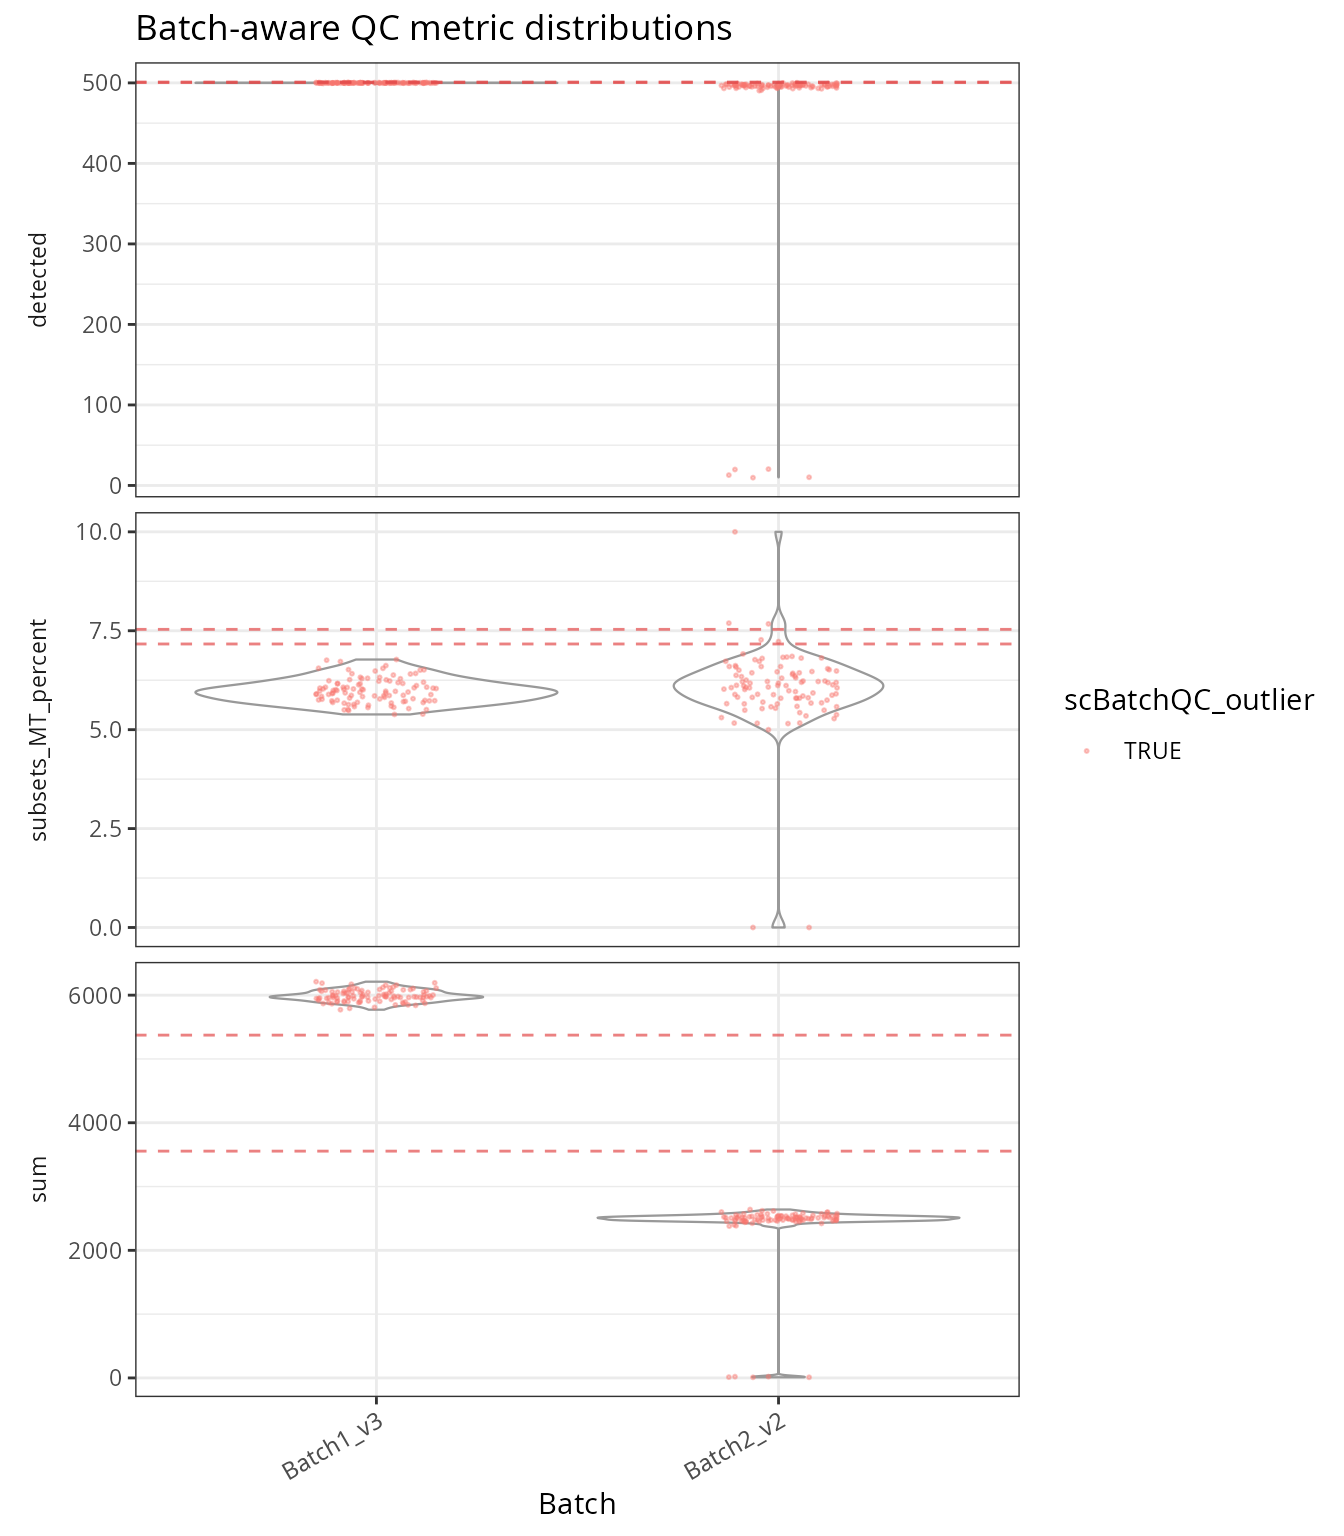 Batch-aware QC metric distributions
detected
500
400
300
200
100
0
subsets_MT_percent
10.0
7.5
5.0
2.5
0.0
sum
6000
4000
2000
0
Batch1_v3
Batch2_v2
Batch
scBatchQC_outlier
TRUE